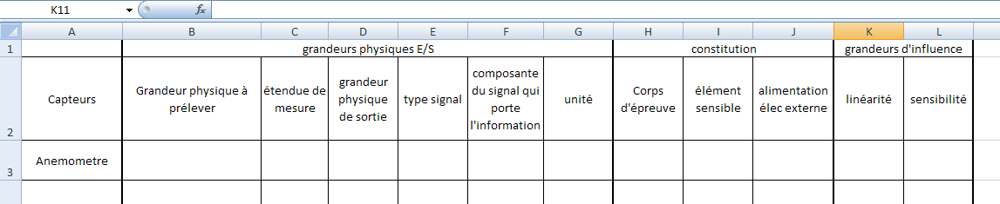 K11
fx
A B C D E F G H I J K L
1 grandeurs physiques E/S constitution grandeurs d'influence
2 Capteurs Grandeur physique à prélever étendue de mesure grandeur physique de sortie type signal composante du signal qui porte l'information unité Corps d'épreuve élément sensible alimentation élec externe linéarité sensibilité
3 Anemometre